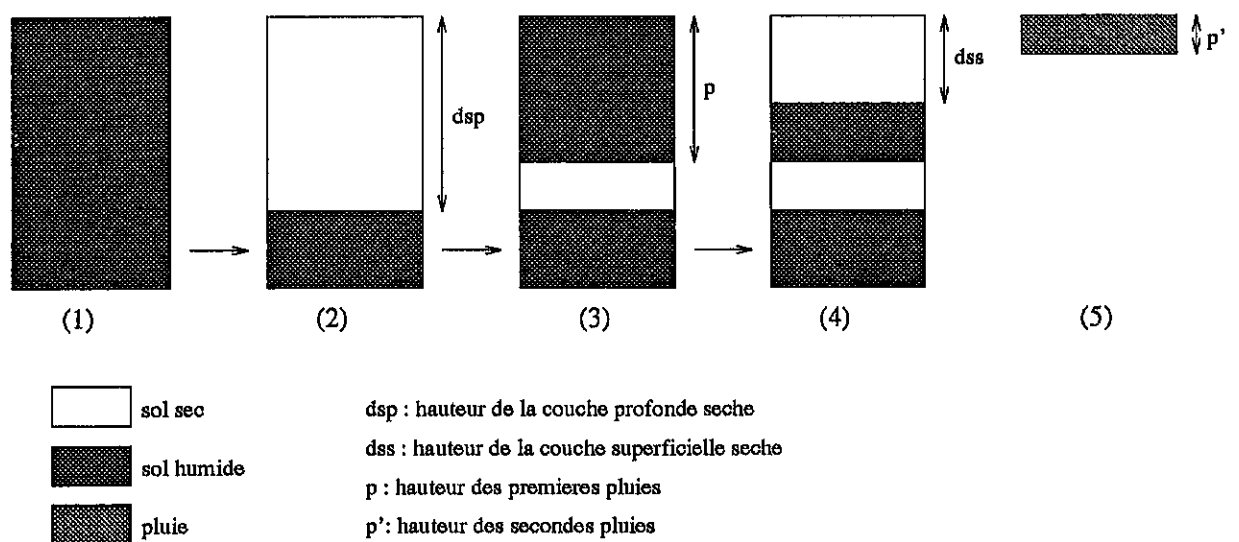 dsp
p
dss
p'
(1)
(2)
(3)
(4)
(5)
sol sec
sol humide
pluie
dsp : hauteur de la couche profonde seche
dss : hauteur de la couche superficielle seche
p : hauteur des premieres pluies
p': hauteur des secondes pluies